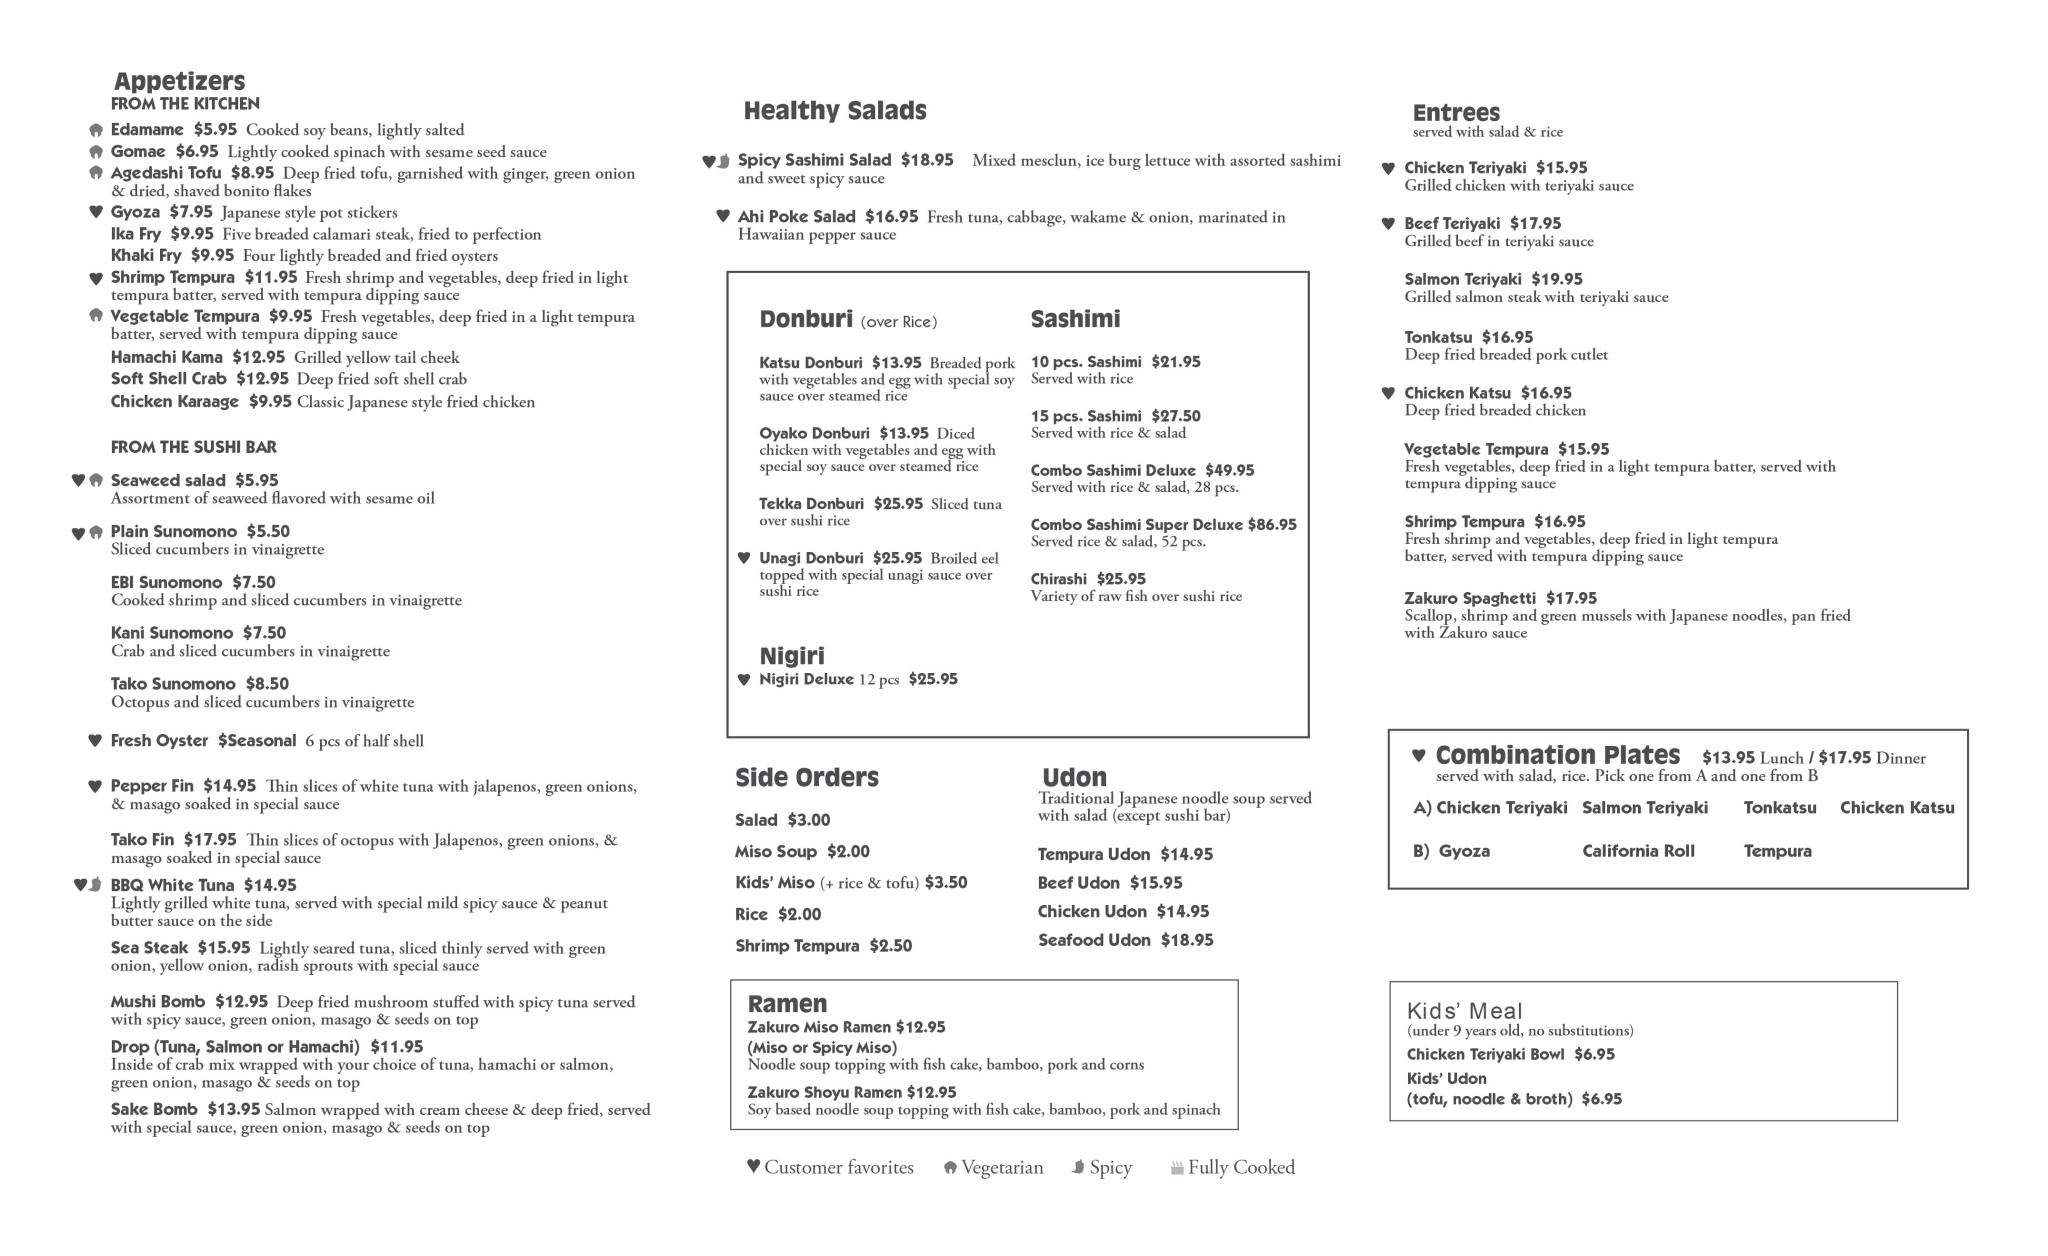 Appetizers
FROM THE KITCHEN
Edamame $5.95 Cooked soy beans, lightly salted
Gomae $6.95 Lightly cooked spinach with sesame seed sauce
Agedashi Tofu $8.95 Deep fried tofu, garnished with ginger, green onion
& dried, shaved bonito flakes
Gyoza $7.95 Japanese style pot stickers
Ika Fry $9.95 Five breaded calamari steak, fried to perfection
Khaki Fry $9.95 Four lightly breaded and fried oysters
Shrimp Tempura $11.95 Fresh shrimp and vegetables, deep fried in light
tempura batter, served with tempura dipping sauce
Vegetable Tempura $9.95 Fresh vegetables, deep fried in a light tempura
batter, served with tempura dipping sauce
Hamachi Kama $12.95 Grilled yellow tail cheek
Soft Shell Crab $12.95 Deep fried soft shell crab
Chicken Karaage $9.95 Classic Japanese style fried chicken
FROM THE SUSHI BAR
Seaweed salad $5.95
Assortment of seaweed flavored with sesame oil
Plain Sunomono $5.50
Sliced cucumbers in vinaigrette
EBI Sunomono $7.50
Cooked shrimp and sliced cucumbers in vinaigrette
Kani Sunomono $7.50
Crab and sliced cucumbers in vinaigrette
Tako Sunomono $8.50
Octopus and sliced cucumbers in vinaigrette
Fresh Oyster $Seasonal 6 pcs of half shell
Pepper Fin $14.95 Thin slices of white tuna with jalapenos, green onions,
& masago soaked in special sauce
Tako Fin $17.95 Thin slices of octopus with Jalapenos, green onions, &
masago soaked in special sauce
BBQ White Tuna $14.95
Lightly grilled white tuna, served with special mild spicy sauce & peanut
butter sauce on the side
Sea Steak $15.95 Lightly seared tuna, sliced thinly served with green
onion, yellow onion, radish sprouts with special sauce
Mushi Bomb $12.95 Deep fried mushroom stuffed with spicy tuna served
with spicy sauce, green onion, masago & seeds on top
Drop (Tuna, Salmon or Hamachi) $11.95
Inside of crab mix wrapped with your choice of tuna, hamachi or salmon,
green onion, masago & seeds on top
Sake Bomb $13.95 Salmon wrapped with cream cheese & deep fried, served
with special sauce, green onion, masago & seeds on top
Healthy Salads
Spicy Sashimi Salad $18.95 Mixed mesclun, ice burg lettuce with assorted sashimi
and sweet spicy sauce
Ahi Poke Salad $16.95 Fresh tuna, cabbage, wakame & onion, marinated in
Hawaiian pepper sauce
Donburi (over Rice)
Katsu Donburi $13.95 Breaded pork
with vegetables and egg with special soy
sauce over steamed rice
Oyako Donburi $13.95 Diced
chicken with vegetables and egg with
special soy sauce over steamed rice
Tekka Donburi $25.95 Sliced tuna
over sushi rice
Unagi Donburi $25.95 Broiled eel
topped with special unagi sauce over
sushi rice
Nigiri
Nigiri Deluxe 12 pcs $25.95
Sashimi
10 pcs. Sashimi $21.95
Served with rice
15 pcs. Sashimi $27.50
Served with rice & salad
Combo Sashimi Deluxe $49.95
Served with rice & salad, 28 pcs.
Combo Sashimi Super Deluxe $86.95
Served rice & salad, 52 pcs.
Chirashi $25.95
Variety of raw fish over sushi rice
Side Orders
Salad $3.00
Miso Soup $2.00
Kids' Miso (+ rice & tofu) $3.50
Rice $2.00
Shrimp Tempura $2.50
Udon
Traditional Japanese noodle soup served
with salad (except sushi bar)
Tempura Udon $14.95
Beef Udon $15.95
Chicken Udon $14.95
Seafood Udon $18.95
Ramen
Zakuro Miso Ramen $12.95
(Miso or Spicy Miso)
Noodle soup topping with fish cake, bamboo, pork and corns
Zakuro Shoyu Ramen $12.95
Soy based noodle soup topping with fish cake, bamboo, pork and spinach
Customer favorites Vegetarian Spicy Fully Cooked
Entrees
served with salad & rice
Chicken Teriyaki $15.95
Grilled chicken with teriyaki sauce
Beef Teriyaki $17.95
Grilled beef in teriyaki sauce
Salmon Teriyaki $19.95
Grilled salmon steak with teriyaki sauce
Tonkatsu $16.95
Deep fried breaded pork cutlet
Chicken Katsu $16.95
Deep fried breaded chicken
Vegetable Tempura $15.95
Fresh vegetables, deep fried in a light tempura batter, served with
tempura dipping sauce
Shrimp Tempura $16.95
Fresh shrimp and vegetables, deep fried in light tempura
batter, served with tempura dipping sauce
Zakuro Spaghetti $17.95
Scallop, shrimp and green mussels with Japanese noodles, pan fried
with Zakuro sauce
Combination Plates $13.95 Lunch / $17.95 Dinner
served with salad, rice. Pick one from A and one from B
A) Chicken Teriyaki Salmon Teriyaki Tonkatsu Chicken Katsu
B) Gyoza California Roll Tempura
Kids' Meal
(under 9 years old, no substitutions)
Chicken Teriyaki Bowl $6.95
Kids' Udon
(tofu, noodle & broth) $6.95